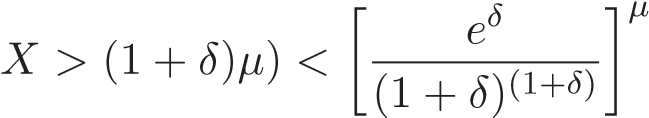 X > (1 + δ)μ) < [ e^δ / (1 + δ)^(1+δ) ]^μ